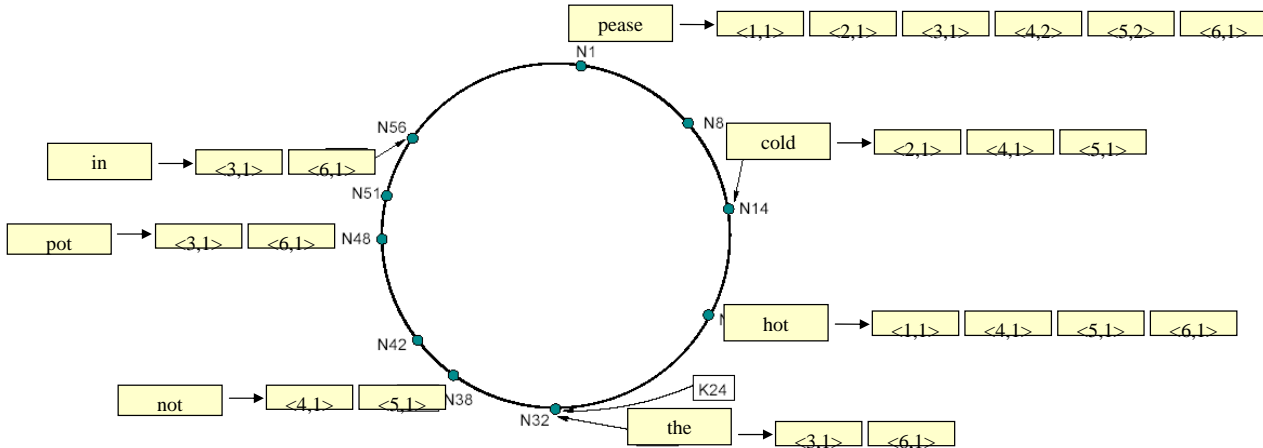 pease <1,1> <2,1> <3,1> <4,2> <5,2> <6,1>
N1
N8
N56
cold <2,1> <4,1> <5,1>
in <3,1> <6,1>
N51
N14
pot <3,1> <6,1>
N48
hot <1,1> <4,1> <5,1> <6,1>
N42
K24
not <4,1> <5,1>
N38
N32
the <3,1> <6,1>